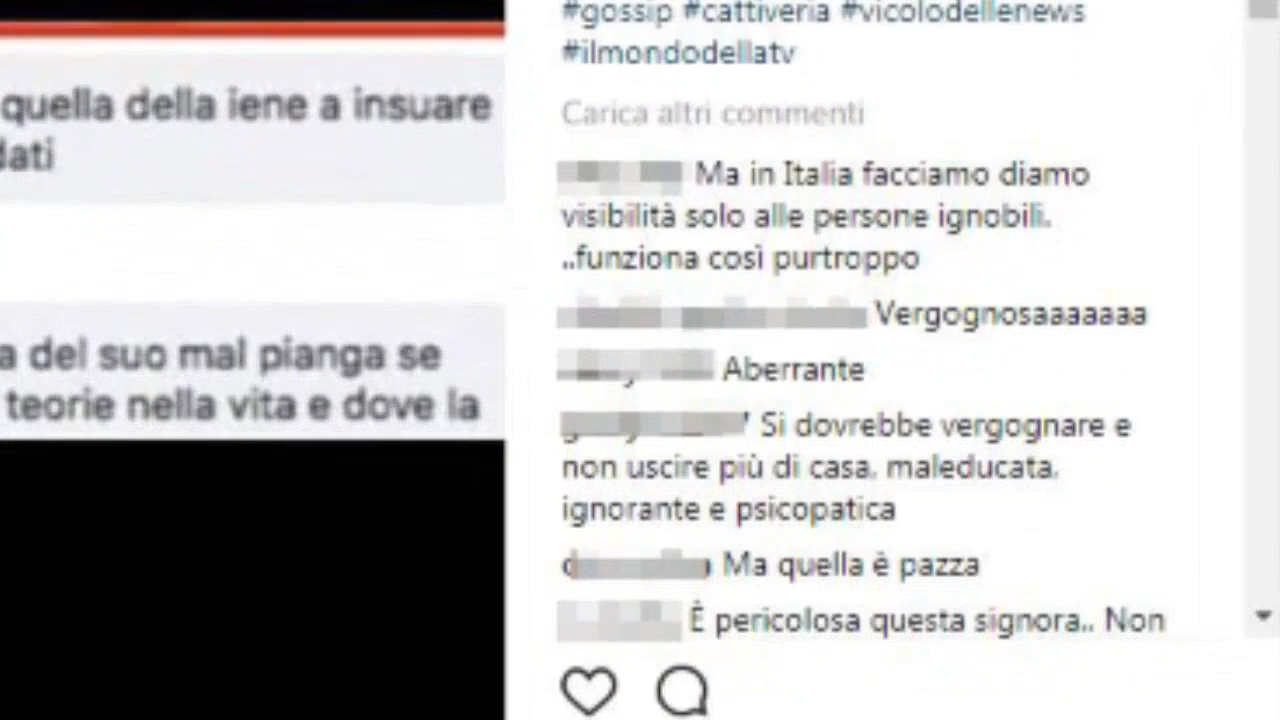 quella della iene a insuare
dati
a del suo mal pianga se
teorie nella vita e dove la
#gossip #cattiveria #vicolodellenews
#ilmondodellatv
Carica altri commenti
Ma in Italia facciamo diamo
visibilità solo alle persone ignobili.
..funziona così purtroppo
Vergognosaaaaaaa
Aberrante
Si dovrebbe vergognare e
non uscire più di casa, maleducata,
ignorante e psicopatica
Ma quella è pazza
È pericolosa questa signora.. Non